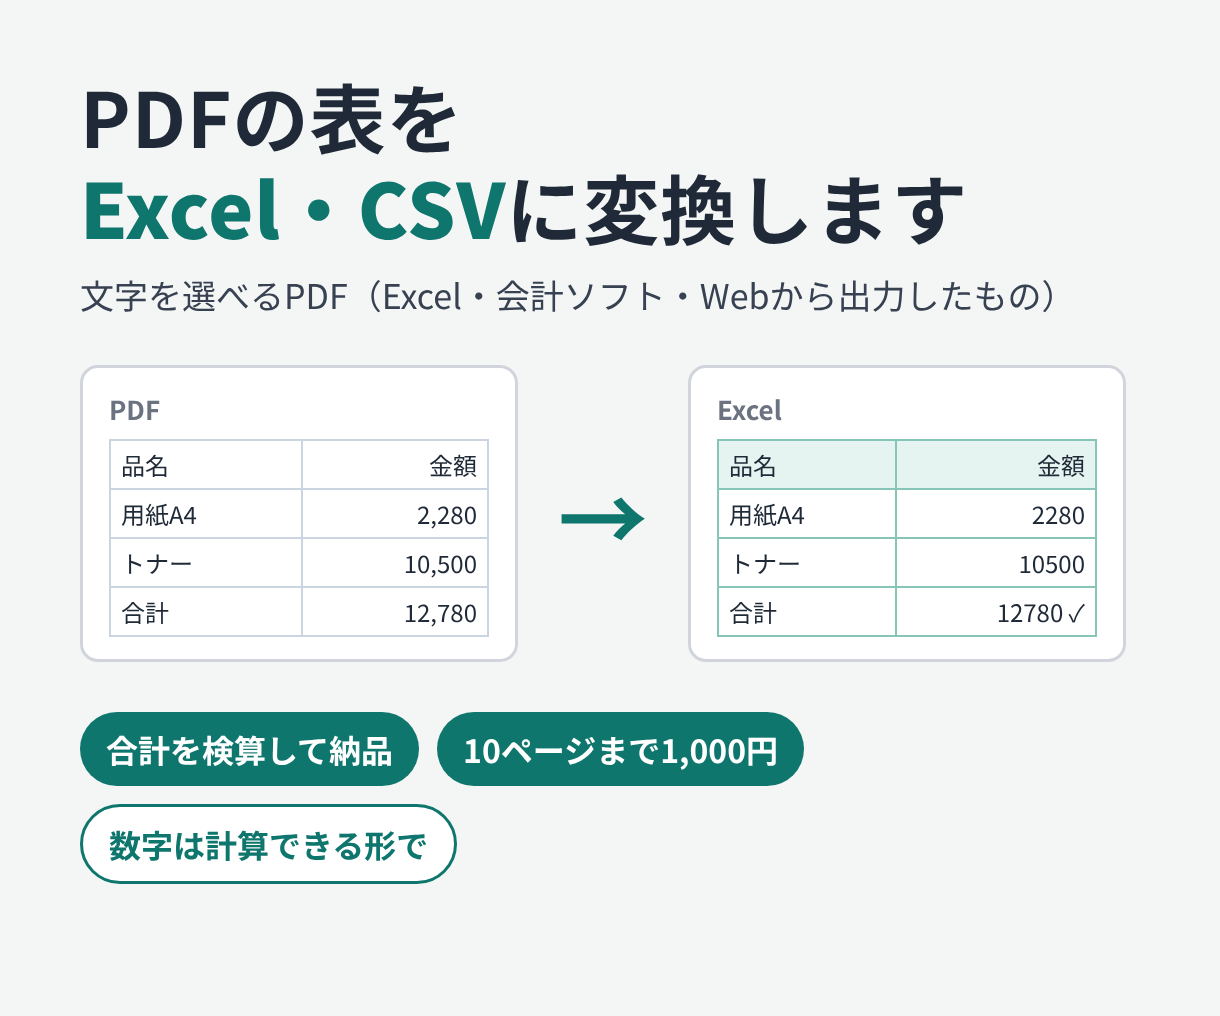 PDFの表を
Excel・CSVに変換します
文字を選べるPDF（Excel・会計ソフト・Webから出力したもの）
PDF
品名 金額
用紙A4 2,280
トナー 10,500
合計 12,780
→
Excel
品名 金額
用紙A4 2280
トナー 10500
合計 12780 ✓
合計を検算して納品
10ページまで1,000円
数字は計算できる形で